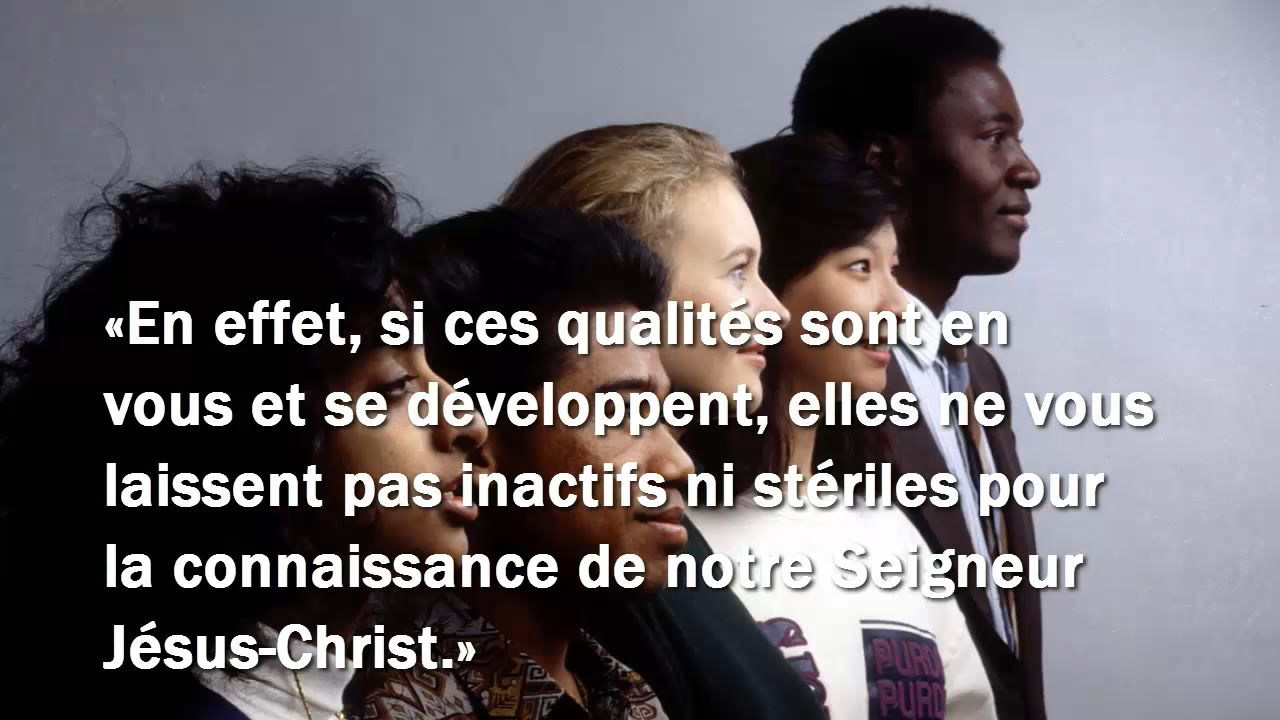 «En effet, si ces qualités sont en
vous et se développent, elles ne vous
laissent pas inactifs ni stériles pour
la connaissance de notre Seigneur
Jésus-Christ.»